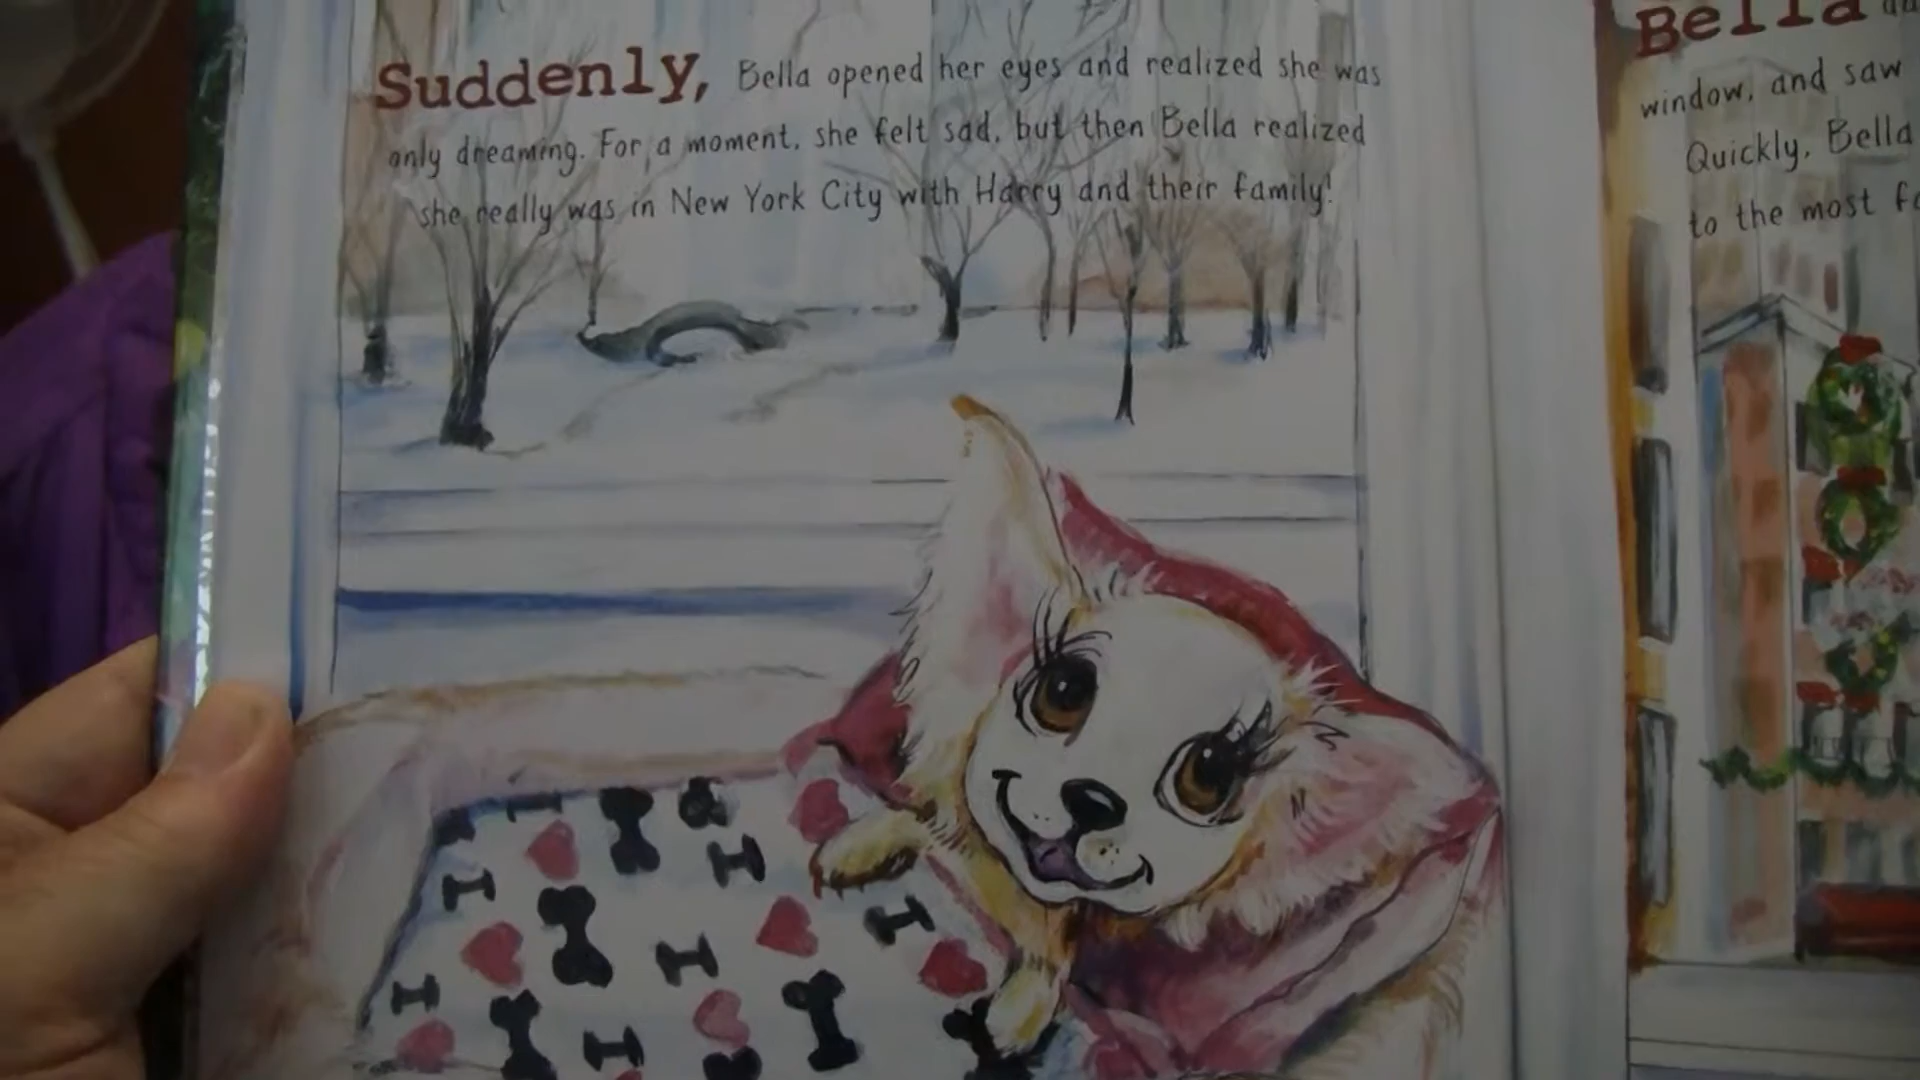 Suddenly, Bella opened her eyes and realized she was
only dreaming. For a moment, she felt sad, but then Bella realized
she really was in New York City with Harry and their family!
I I
I I
I I
I I
Bella
window, and saw
Quickly, Bella
to the most